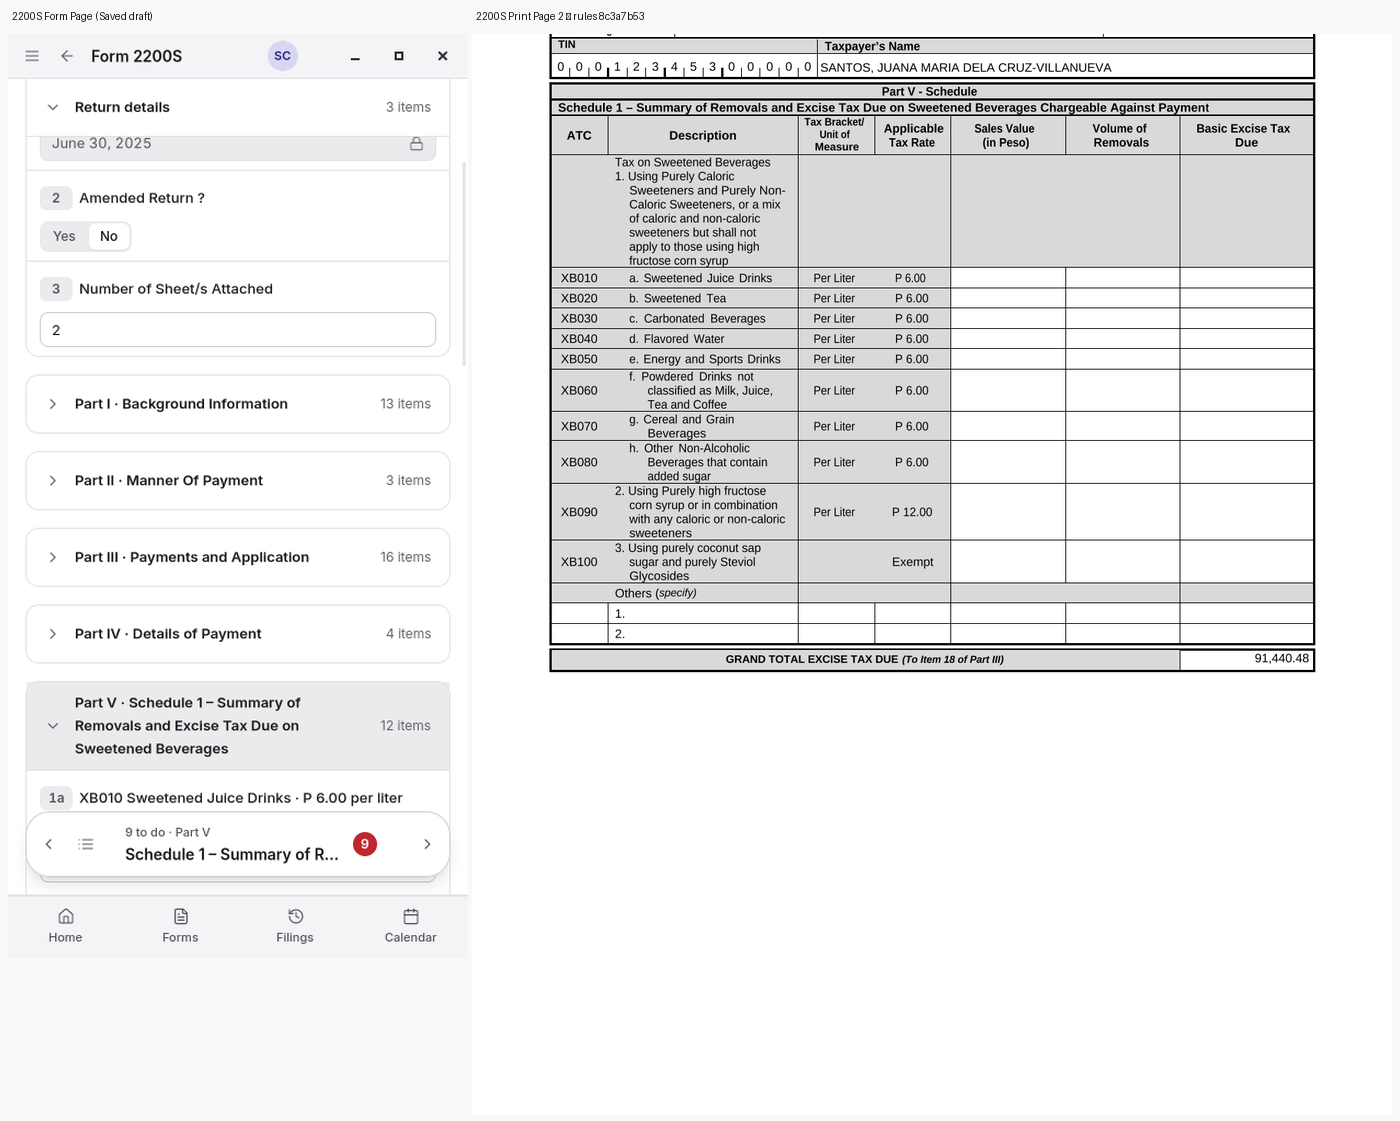 2200S Form Page (Saved draft)
Form 2200S
SC
Return details
3 items
June 30, 2025
2 Amended Return ?
Yes No
3 Number of Sheet/s Attached
2
Part I · Background Information
13 items
Part II · Manner Of Payment
3 items
Part III · Payments and Application
16 items
Part IV · Details of Payment
4 items
Part V · Schedule 1 – Summary of
Removals and Excise Tax Due on
Sweetened Beverages
12 items
1a XB010 Sweetened Juice Drinks · P 6.00 per liter
9 to do · Part V
Schedule 1 – Summary of R...
9
Home Forms Filings Calendar
2200S Print Page 2 rules8c3a7b53
TIN Taxpayer's Name
0 0 0 1 2 3 4 5 3 0 0 0 0 0 SANTOS, JUANA MARIA DELA CRUZ-VILLANUEVA
Part V - Schedule
Schedule 1 – Summary of Removals and Excise Tax Due on Sweetened Beverages Chargeable Against Payment
ATC
Description
Tax Bracket/
Unit of
Measure
Applicable
Tax Rate
Sales Value
(in Peso)
Volume of
Removals
Basic Excise Tax
Due
Tax on Sweetened Beverages
1. Using Purely Caloric
Sweeteners and Purely Non-
Caloric Sweeteners, or a mix
of caloric and non-caloric
sweeteners but shall not
apply to those using high
fructose corn syrup
XB010 a. Sweetened Juice Drinks Per Liter P 6.00
XB020 b. Sweetened Tea Per Liter P 6.00
XB030 c. Carbonated Beverages Per Liter P 6.00
XB040 d. Flavored Water Per Liter P 6.00
XB050 e. Energy and Sports Drinks Per Liter P 6.00
XB060
f. Powdered Drinks not
classified as Milk, Juice,
Tea and Coffee
Per Liter P 6.00
XB070
g. Cereal and Grain
Beverages
Per Liter P 6.00
XB080
h. Other Non-Alcoholic
Beverages that contain
added sugar
Per Liter P 6.00
XB090
2. Using Purely high fructose
corn syrup or in combination
with any caloric or non-caloric
sweeteners
Per Liter P 12.00
XB100
3. Using purely coconut sap
sugar and purely Steviol
Glycosides
Exempt
Others (specify)
1.
2.
GRAND TOTAL EXCISE TAX DUE (To Item 18 of Part III) 91,440.48